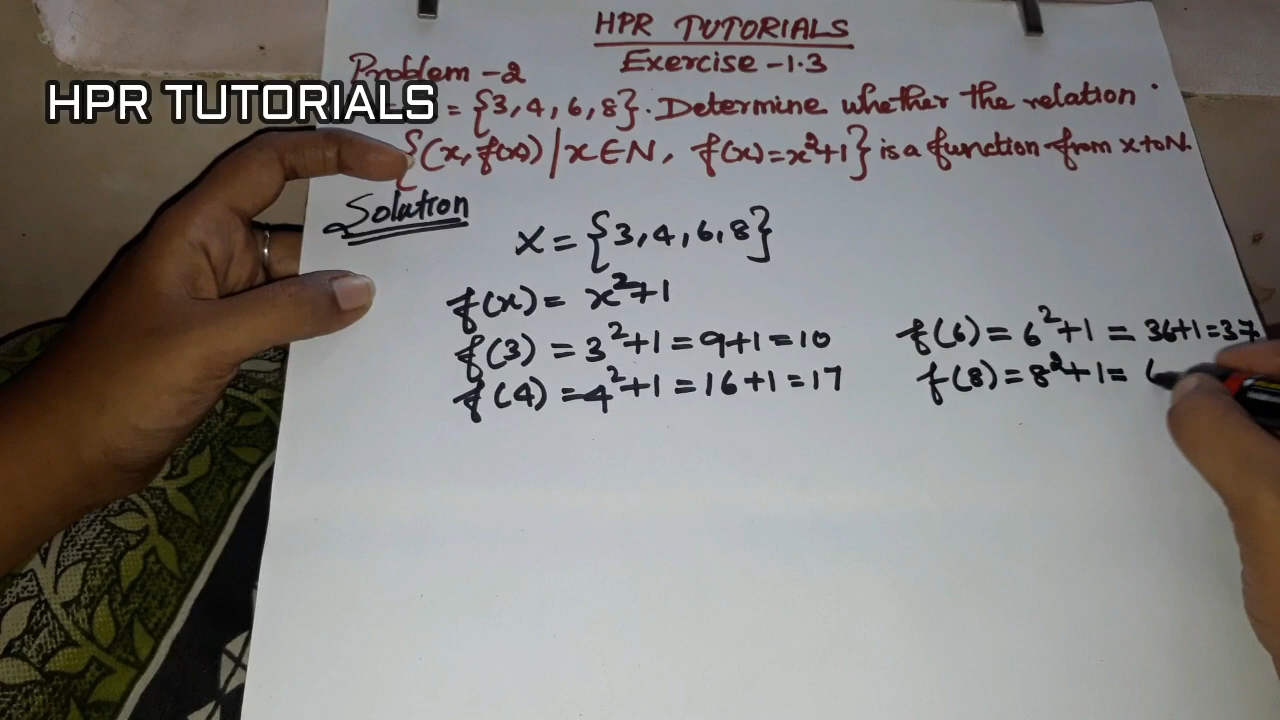 HPR TUTORIALS
Exercise -1.3
Problem -2
HPR TUTORIALS
= {3, 4, 6, 8}. Determine whether the relation
{(x, f(x)) / x ∈ N, f(x) = x²+1} is a function from x to N.
Solution
X = {3, 4, 6, 8}
f(x) = x²+1
f(3) = 3²+1 = 9+1 = 10
f(4) = 4²+1 = 16+1 = 17
f(6) = 6²+1 = 36+1 = 37
f(8) = 8²+1 =